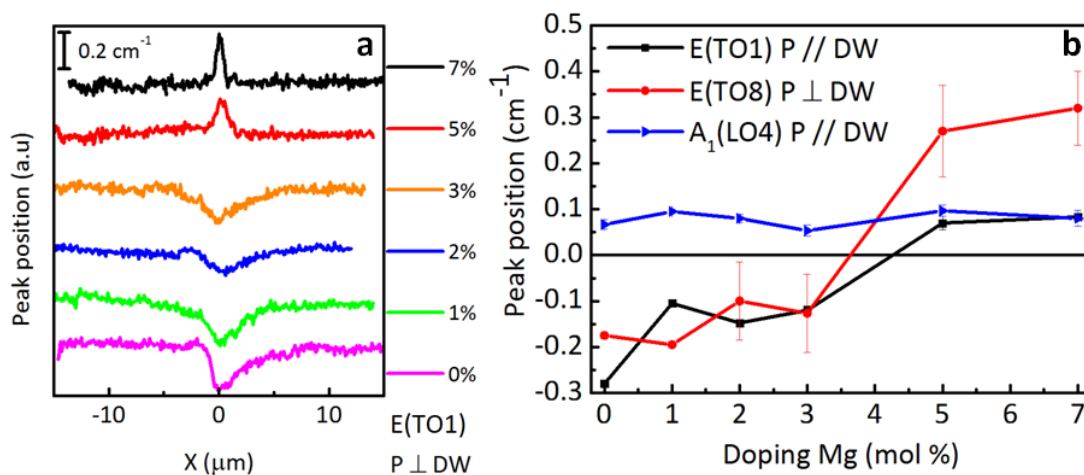 a
0.2 cm⁻¹
7%
5%
3%
2%
1%
0%
Peak position (a.u)
-10 0 10
X (μm)
E(TO1)
P ⊥ DW
b
E(TO1) P // DW
E(TO8) P ⊥ DW
A₁(LO4) P // DW
0.5
0.4
0.3
0.2
0.1
0.0
-0.1
-0.2
-0.3
Peak position (cm⁻¹)
0 1 2 3 4 5 6 7
Doping Mg (mol %)